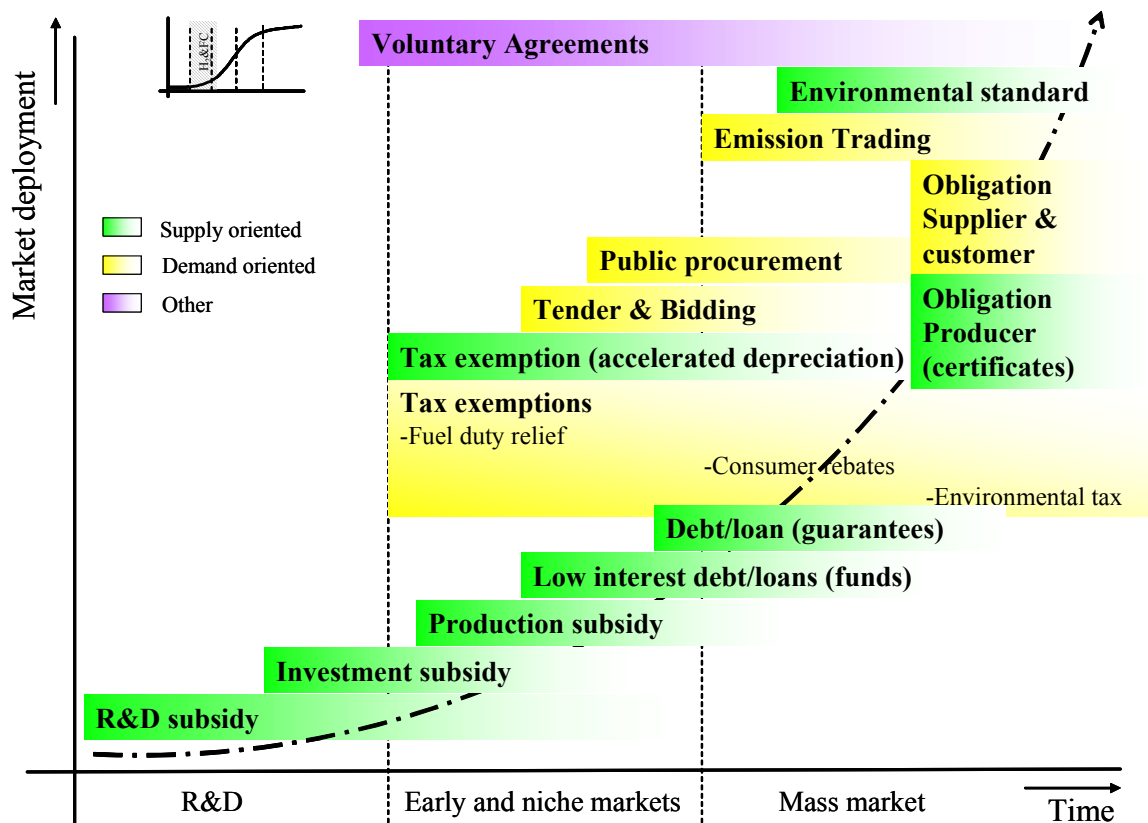 Market deployment
H2&FC
Voluntary Agreements
Environmental standard
Emission Trading
Obligation
Supplier &
customer
Supply oriented
Demand oriented
Other
Public procurement
Tender & Bidding
Obligation
Producer
(certificates)
Tax exemption (accelerated depreciation)
Tax exemptions
-Fuel duty relief
-Consumer rebates
-Environmental tax
Debt/loan (guarantees)
Low interest debt/loans (funds)
Production subsidy
Investment subsidy
R&D subsidy
R&D
Early and niche markets
Mass market
Time